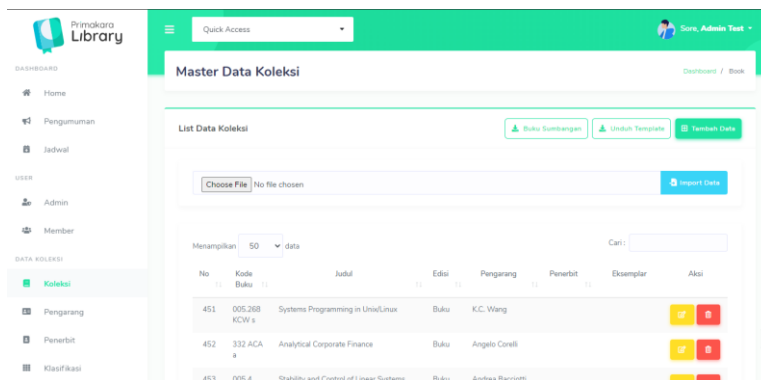 Primakara
Library
Quick Access
Sore, Admin Test
DASHBOARD
Home
Pengumuman
Jadwal
USER
Admin
Member
DATA KOLEKSI
Koleksi
Pengarang
Penerbit
Klasifikasi
Master Data Koleksi
Dashboard / Book
List Data Koleksi
Buku Sumbangan
Unduh Template
Tambah Data
Choose File No file chosen
Import Data
Menampilkan 50 data
Cari :
No Kode Buku Judul Edisi Pengarang Penerbit Eksemplar Aksi
451 005.268 KCW s Systems Programming in Unix/Linux Buku K.C. Wang
452 332 ACA a Analytical Corporate Finance Buku Angelo Corelli
453 005.4 Stability and Control of Linear Systems Buku Andrea Bacciotti